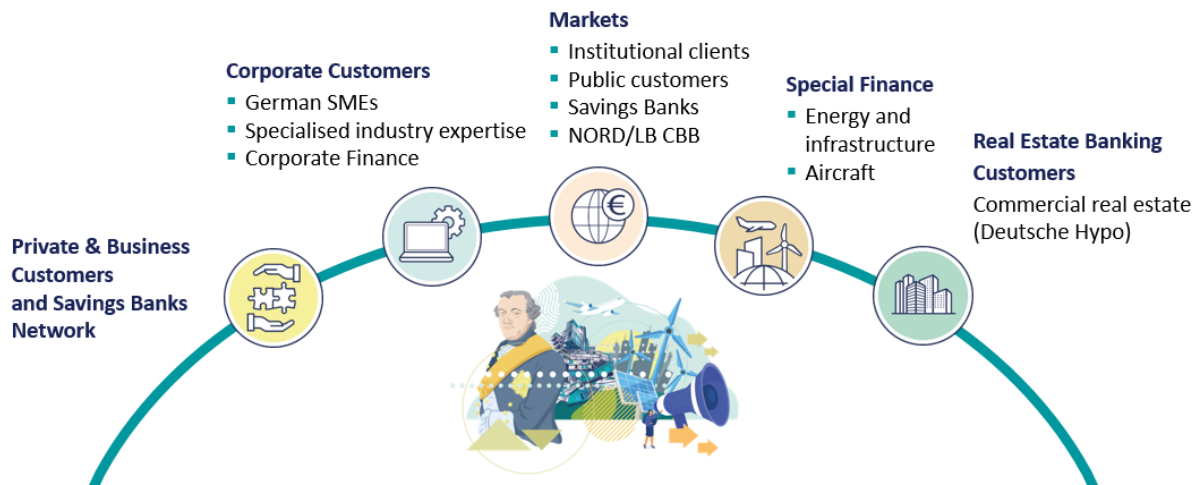 Private & Business
Customers
and Savings Banks
Network
Corporate Customers
▪ German SMEs
▪ Specialised industry expertise
▪ Corporate Finance
Markets
▪ Institutional clients
▪ Public customers
▪ Savings Banks
▪ NORD/LB CBB
€
Special Finance
▪ Energy and
infrastructure
▪ Aircraft
Real Estate Banking
Customers
Commercial real estate
(Deutsche Hypo)